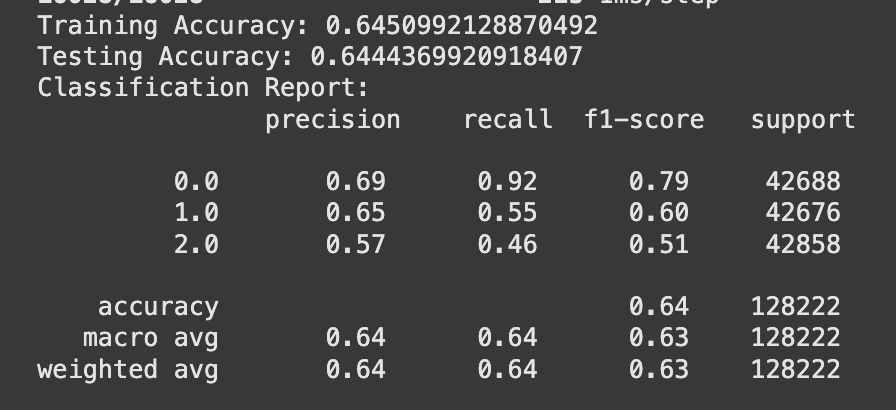 Training Accuracy: 0.6450992128870492
Testing Accuracy: 0.6444369920918407
Classification Report:
precision recall f1-score support
0.0 0.69 0.92 0.79 42688
1.0 0.65 0.55 0.60 42676
2.0 0.57 0.46 0.51 42858
accuracy 0.64 128222
macro avg 0.64 0.64 0.63 128222
weighted avg 0.64 0.64 0.63 128222